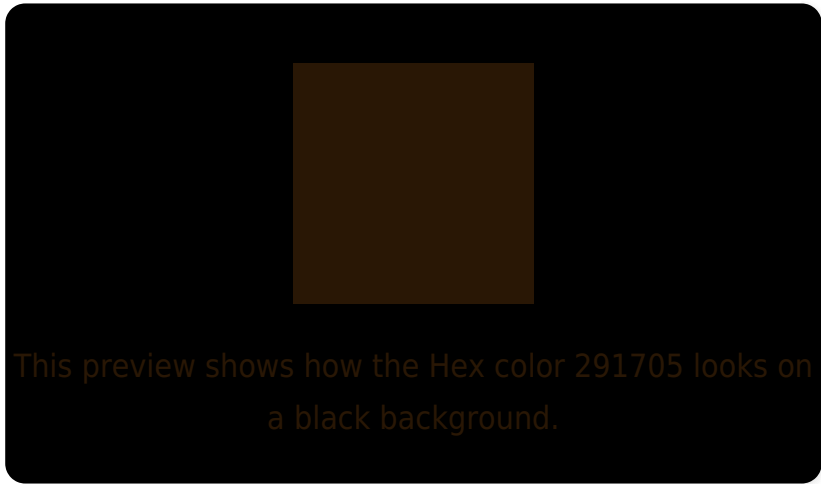 This preview shows how the Hex color 291705 looks on
a black background.